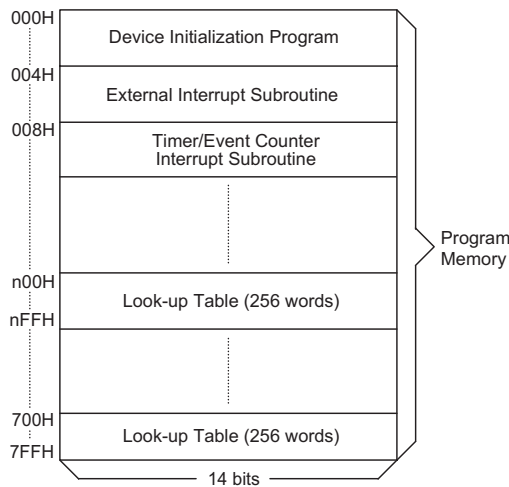 000H
Device Initialization Program
004H
External Interrupt Subroutine
008H
Timer/Event Counter
Interrupt Subroutine
Program
Memory
n00H
Look-up Table (256 words)
nFFH
700H
Look-up Table (256 words)
7FFH
14 bits